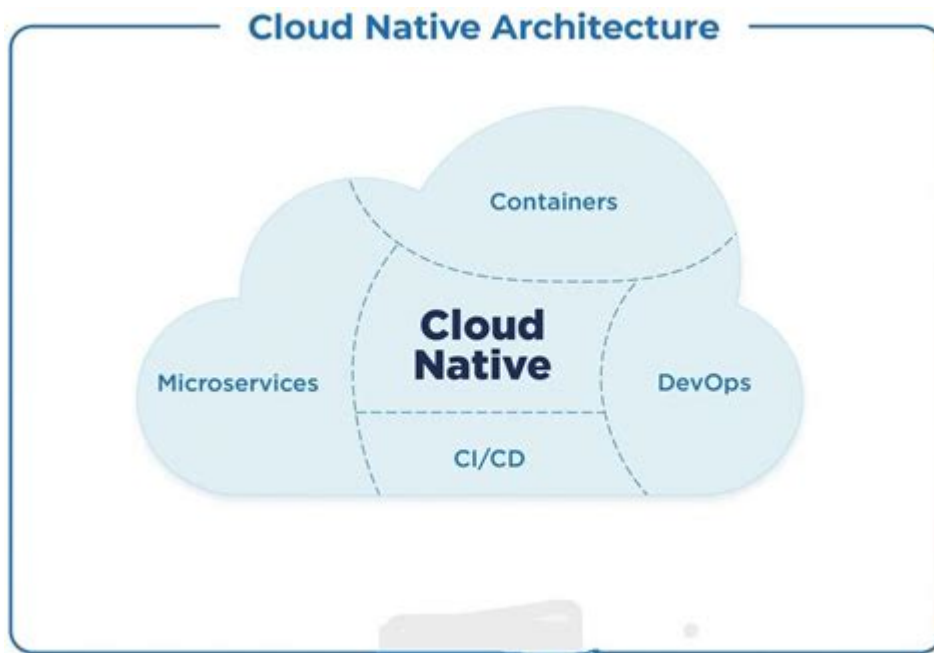 Cloud Native Architecture
Containers
Cloud
Native
Microservices
DevOps
CI/CD